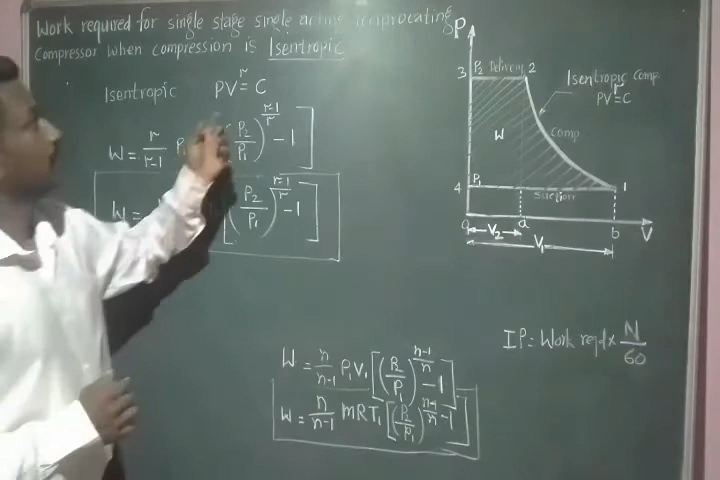 Work required for single stage single acting reciprocating
Compressor when compression is Isentropic
Isentropic PV^r = C
W = r/r-1 P₁ (P₂/P₁)^r-1/r - 1]
W = [(P₂/P₁)^r-1/r - 1]
W = n/n-1 P₁V₁ [(P₂/P₁)^n-1/n - 1]
W = n/n-1 mRT₁ [(P₂/P₁)^n-1/n - 1]
P
3 P₂ Delivery 2
Isentropic Comp.
PV^r = C
W
Comp
4 P₁ 1
Suction
o a b V
V₂
V₁
IP = Work reqd × N/60